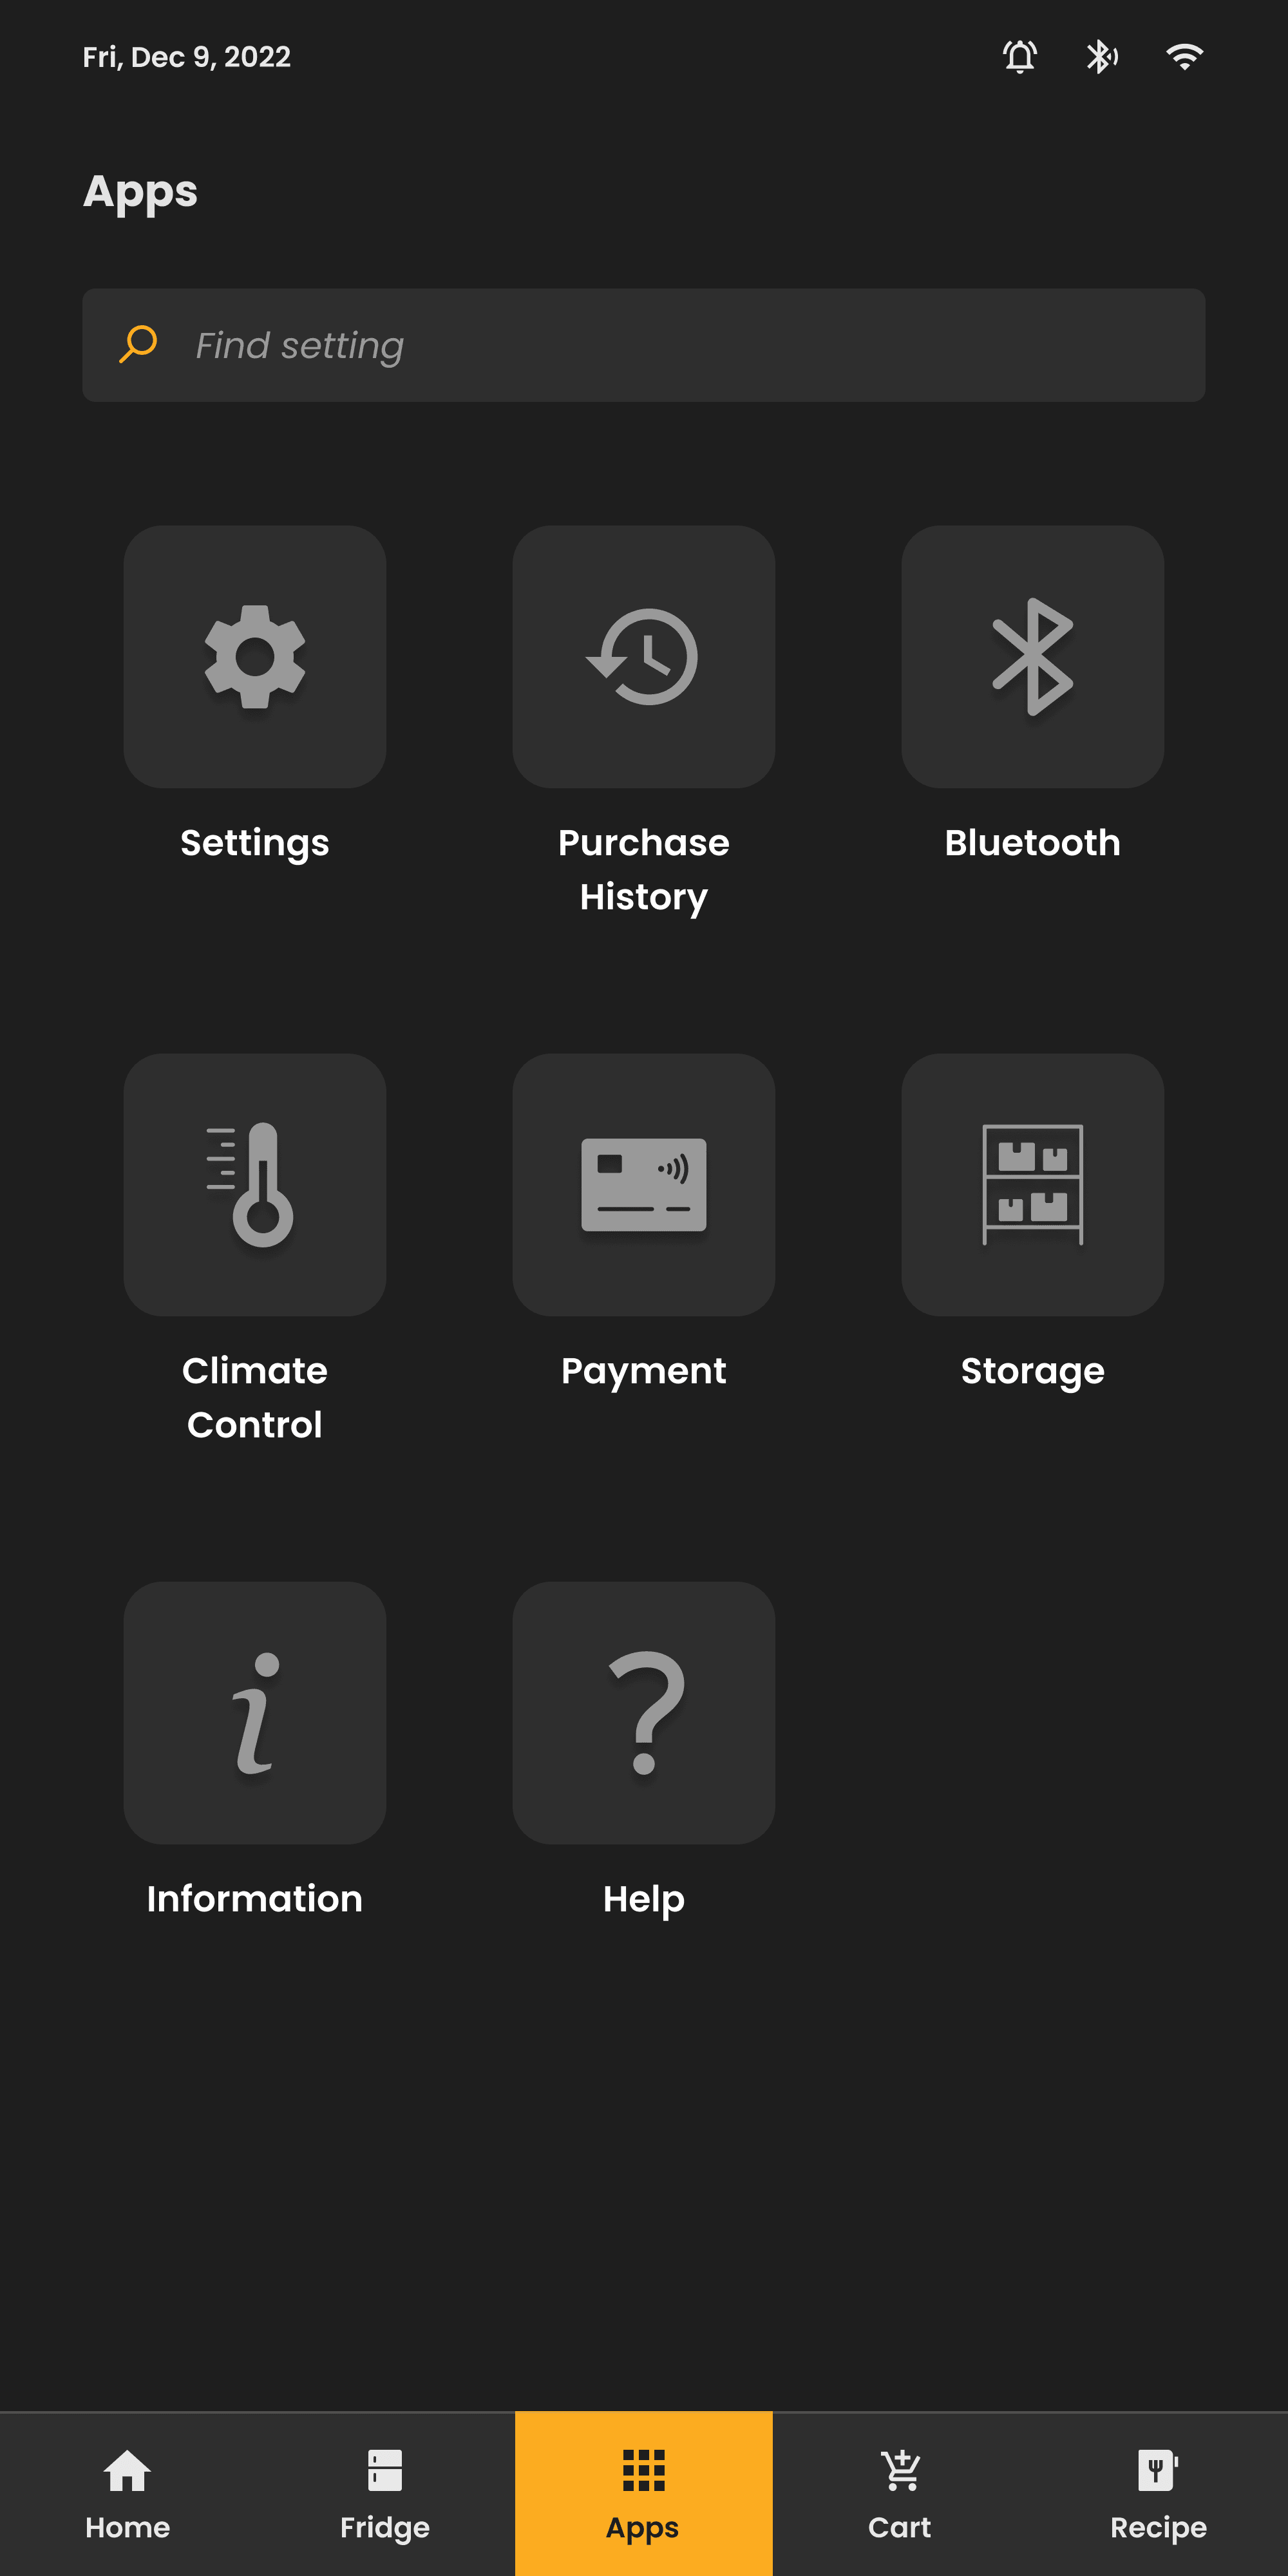 Fri, Dec 9, 2022
Apps
Find setting
Settings
Purchase
History
Bluetooth
Climate
Control
Payment
Storage
Information
Help
Home
Fridge
Apps
Cart
Recipe